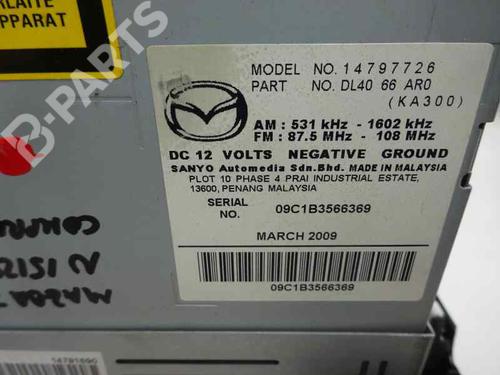 RLAITE
APPARAT
B-PARTS
MODEL NO. 14797726
PART NO. DL40 66 AR0
(KA300)
AM : 531 kHz - 1602 kHz
FM : 87.5 MHz - 108 MHz
DC 12 VOLTS NEGATIVE GROUND
SANYO Automedia Sdn.Bhd. MADE IN MALAYSIA
PLOT 10 PHASE 4 PRAI INDUSTRIAL ESTATE,
13600, PENANG MALAYSIA
SERIAL NO. 09C1B3566369
MARCH 2009
09C1B3566369
14791690